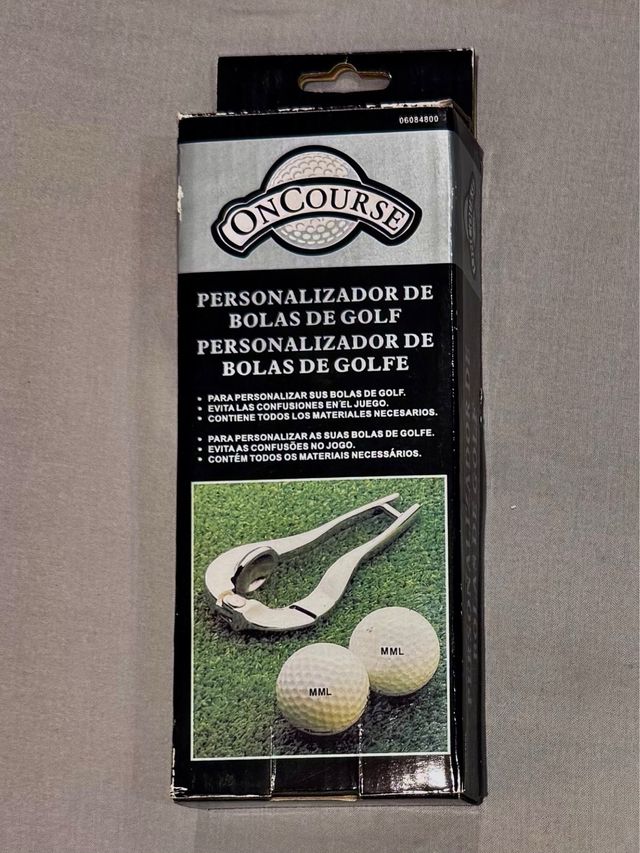 06084800
ONCOURSE
PERSONALIZADOR DE
BOLAS DE GOLF
PERSONALIZADOR DE
BOLAS DE GOLFE
• PARA PERSONALIZAR SUS BOLAS DE GOLF.
• EVITA LAS CONFUSIONES EN EL JUEGO.
• CONTIENE TODOS LOS MATERIALES NECESARIOS.
• PARA PERSONALIZAR AS SUAS BOLAS DE GOLFE.
• EVITA AS CONFUSÕES NO JOGO.
• CONTÉM TODOS OS MATERIAIS NECESSÁRIOS.
MML
MML